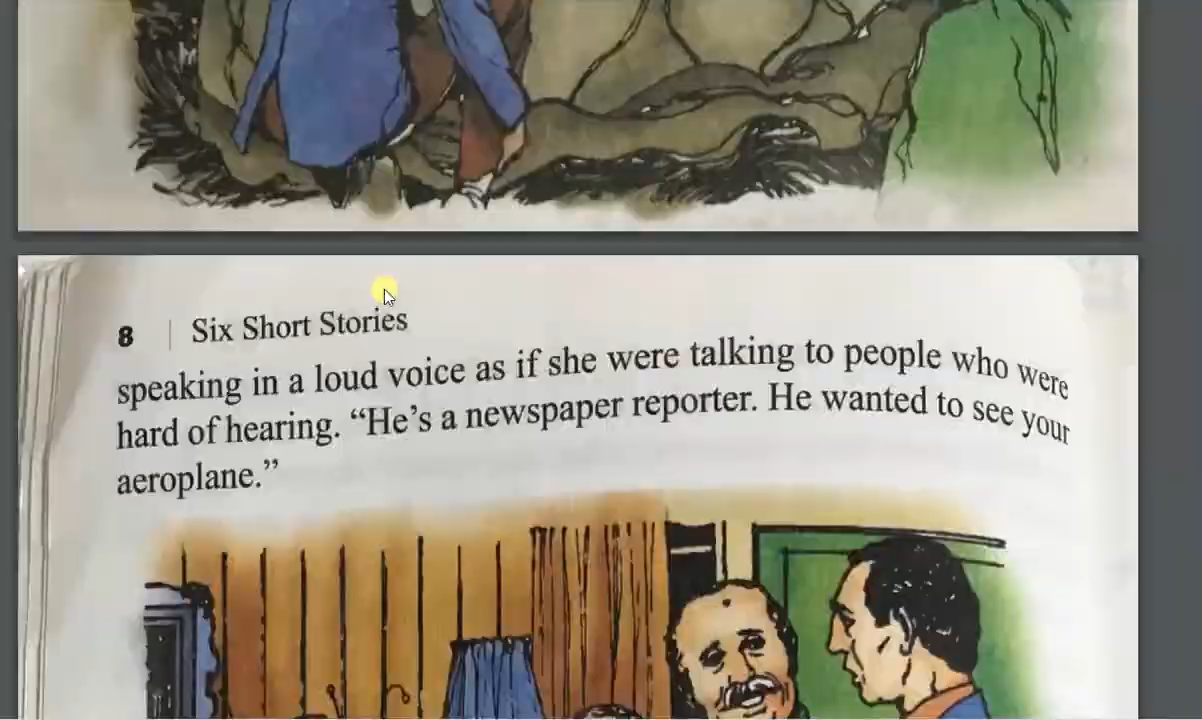 8 | Six Short Stories
speaking in a loud voice as if she were talking to people who were
hard of hearing. “He’s a newspaper reporter. He wanted to see your
aeroplane.”